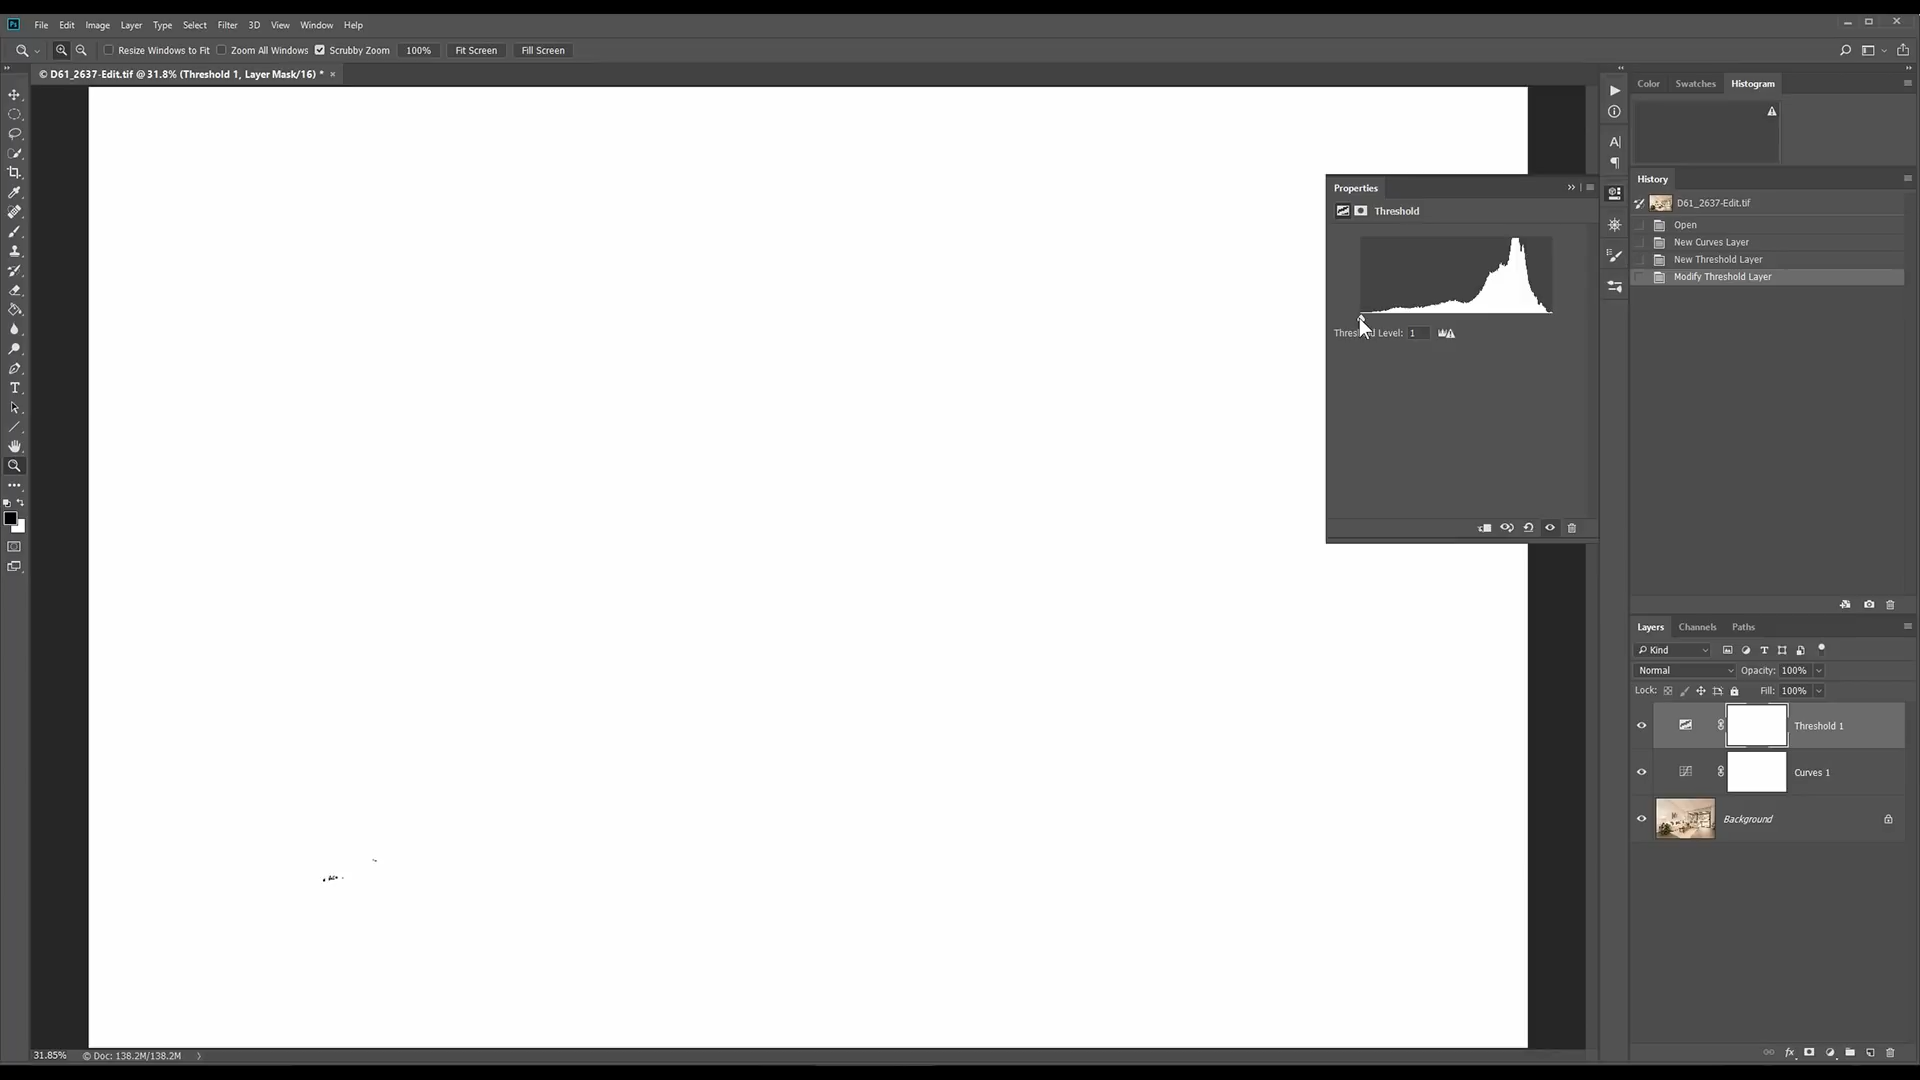 Ps File Edit Image Layer Type Select Filter 3D View Window Help
Resize Windows to Fit Zoom All Windows Scrubby Zoom 100% Fit Screen Fill Screen
© D61_2637-Edit.tif @ 31.8% (Threshold 1, Layer Mask/16) * ×
Color Swatches Histogram
History
D61_2637-Edit.tif
Open
New Curves Layer
New Threshold Layer
Modify Threshold Layer
Properties
Threshold
Level: 1
Layers Channels Paths
Kind
Normal Opacity: 100%
Lock: Fill: 100%
Threshold 1
Curves 1
Background
31.85% © Doc: 138.2M/138.2M